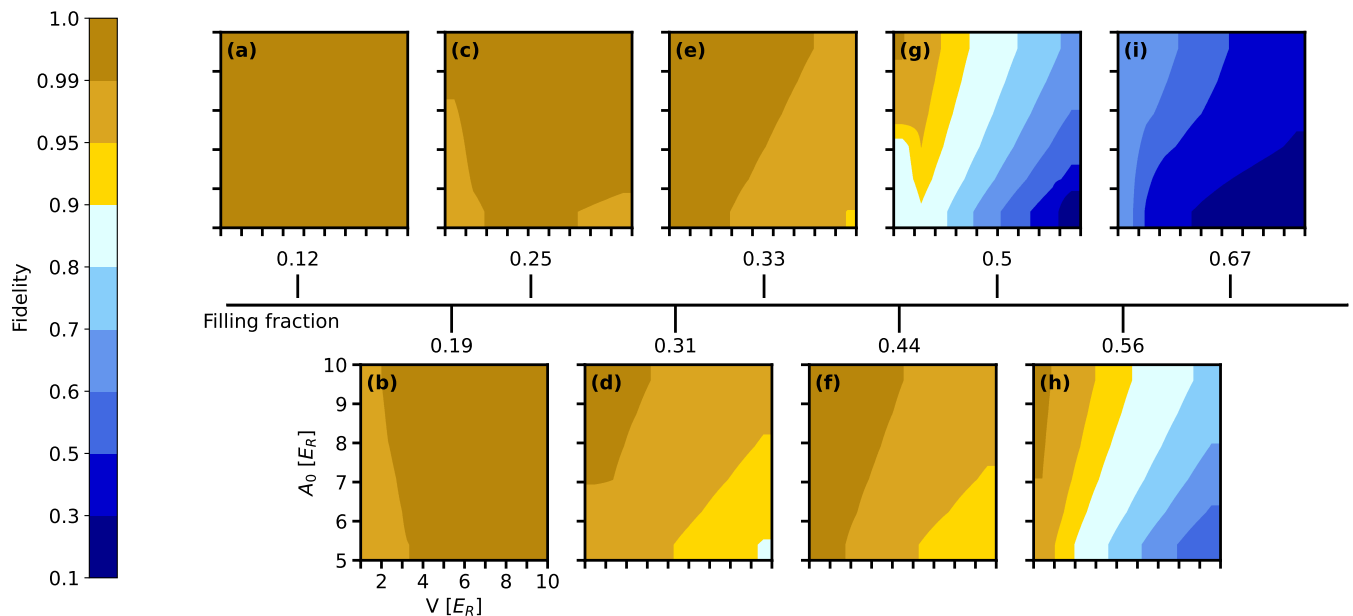 1.0
0.99
0.95
0.9
0.8
0.7
0.6
0.5
0.3
0.1
Fidelity
(a)
(c)
(e)
(g)
(i)
0.12
0.25
0.33
0.5
0.67
Filling fraction
0.19
0.31
0.44
0.56
(b)
(d)
(f)
(h)
10
9
8
7
6
5
A₀ [E_R]
2
4
6
8
10
V [E_R]